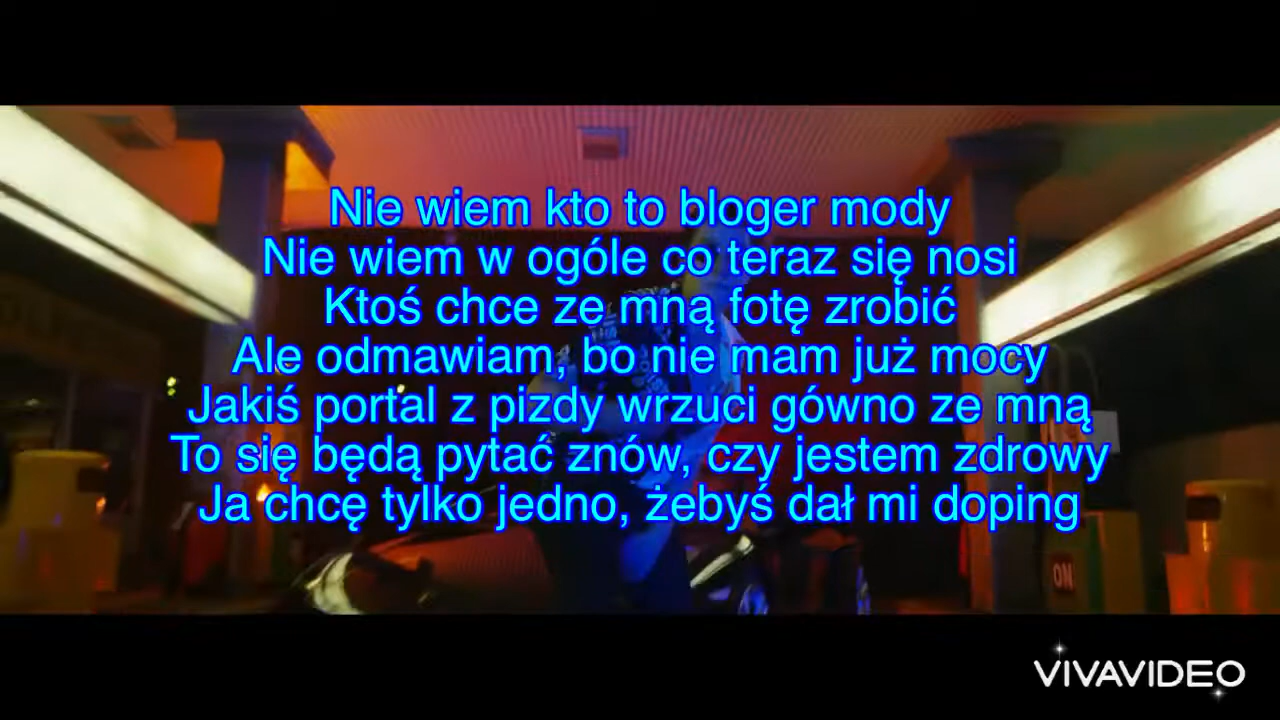 Nie wiem kto to bloger mody
Nie wiem w ogóle co teraz się nosi
Ktoś chce ze mną fotę zrobić
Ale odmawiam, bo nie mam już mocy
Jakiś portal z pizdy wrzuci gówno ze mną
To się będą pytać znów, czy jestem zdrowy
Ja chcę tylko jedno, żebyś dał mi doping
ON
VIVAVIDEO